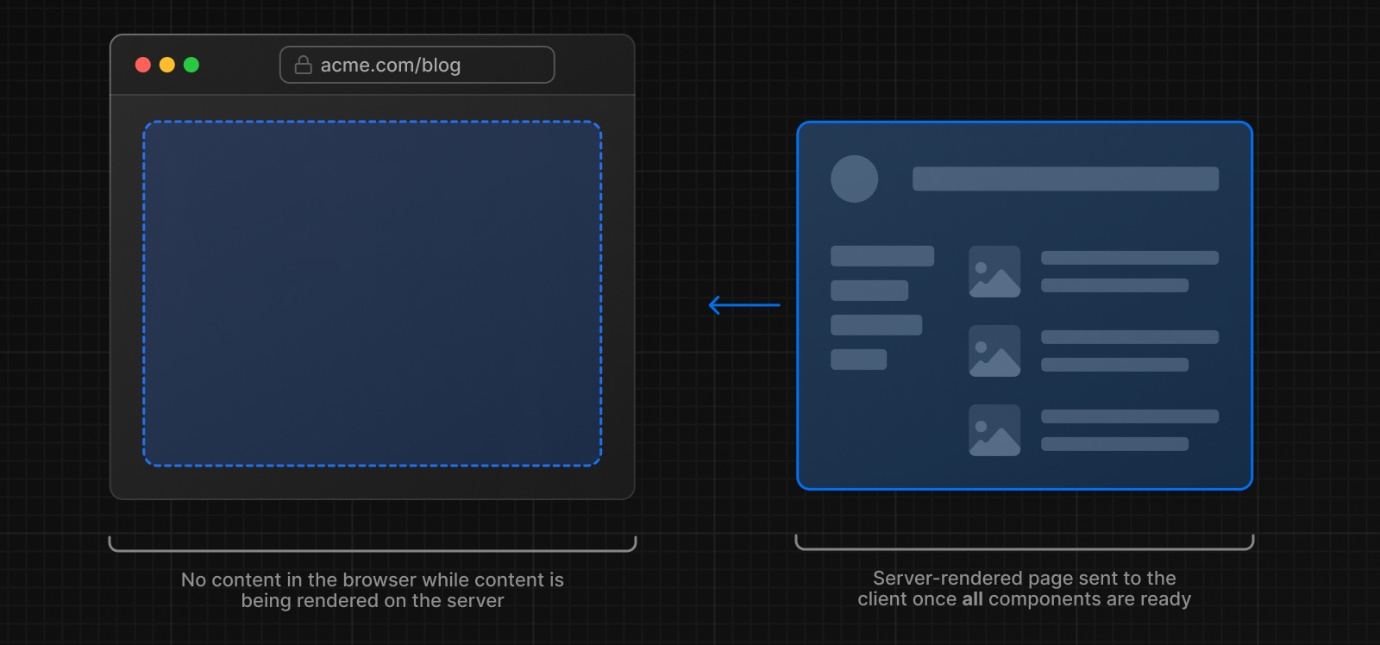 acme.com/blog
No content in the browser while content is
being rendered on the server
Server-rendered page sent to the
client once all components are ready